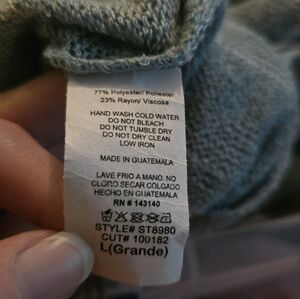 77% Polyester/ Poliester
23% Rayon/ Viscosa
HAND WASH COLD WATER
DO NOT BLEACH
DO NOT TUMBLE DRY
DO NOT DRY CLEAN
LOW IRON
MADE IN GUATEMALA
LAVE FRIO A MANO. NO
CLORO SECAR COLGADO
HECHO EN GUATEMALA
RN # 143140
STYLE# ST8980
CUT# 100182
L(Grande)